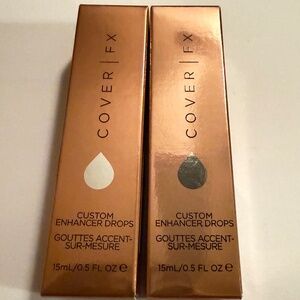 COVER | FX
CUSTOM
ENHANCER DROPS
GOUTTES ACCENT-
SUR-MESURE
15mL/0.5 FL OZ ℮
COVER | FX
CUSTOM
ENHANCER DROPS
GOUTTES ACCENT-
SUR-MESURE
15mL/0.5 FL OZ ℮